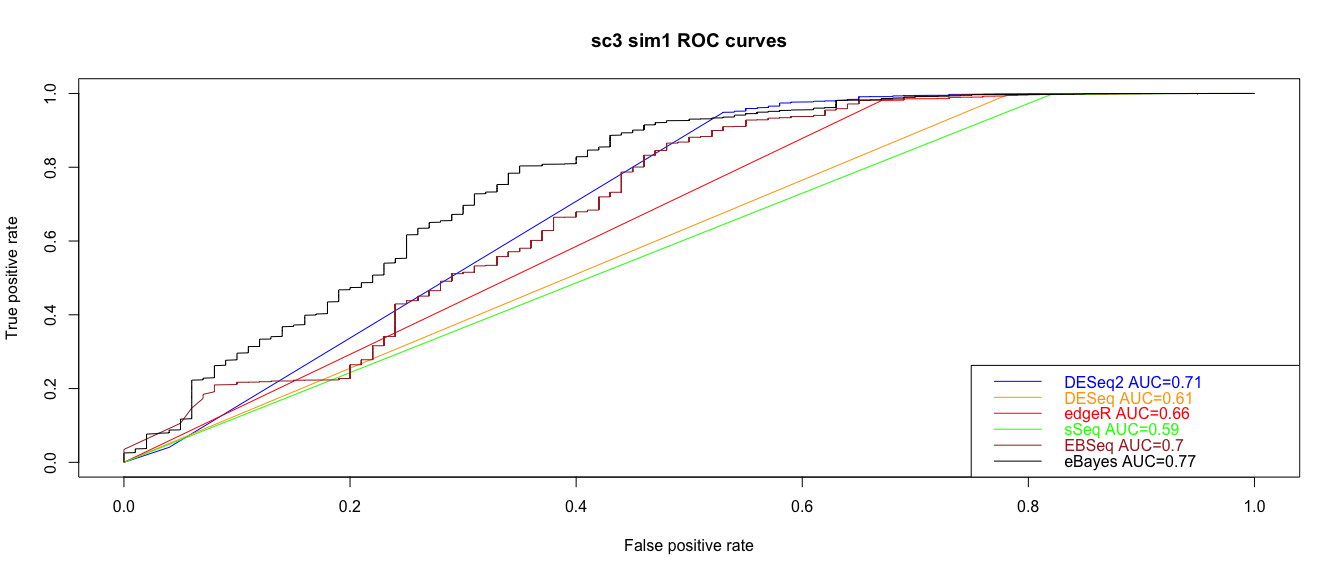 sc3 sim1 ROC curves
True positive rate
1.0
0.8
0.6
0.4
0.2
0.0
DESeq2 AUC=0.71
DESeq AUC=0.61
edgeR AUC=0.66
sSeq AUC=0.59
EBSeq AUC=0.7
eBayes AUC=0.77
0.0 0.2 0.4 0.6 0.8 1.0
False positive rate